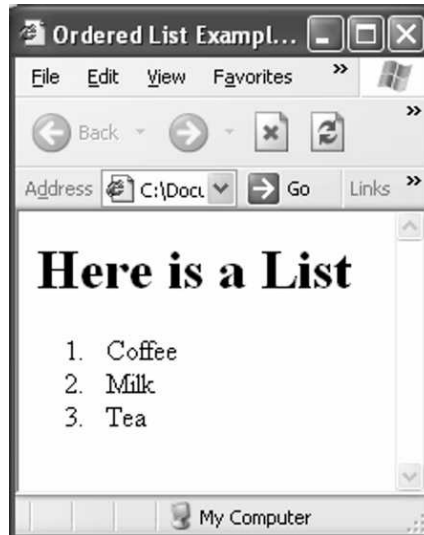 Ordered List Exampl...
File Edit View Favorites »
Back »
Address C:\Docu Go Links »
Here is a List
1. Coffee
2. Milk
3. Tea
My Computer